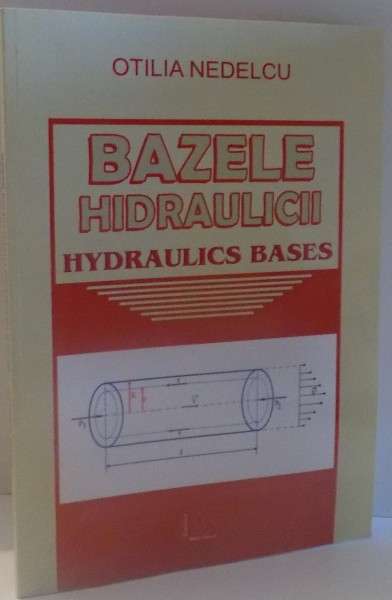 OTILIA NEDELCU
BAZELE
HIDRAULICII
HYDRAULICS BASES